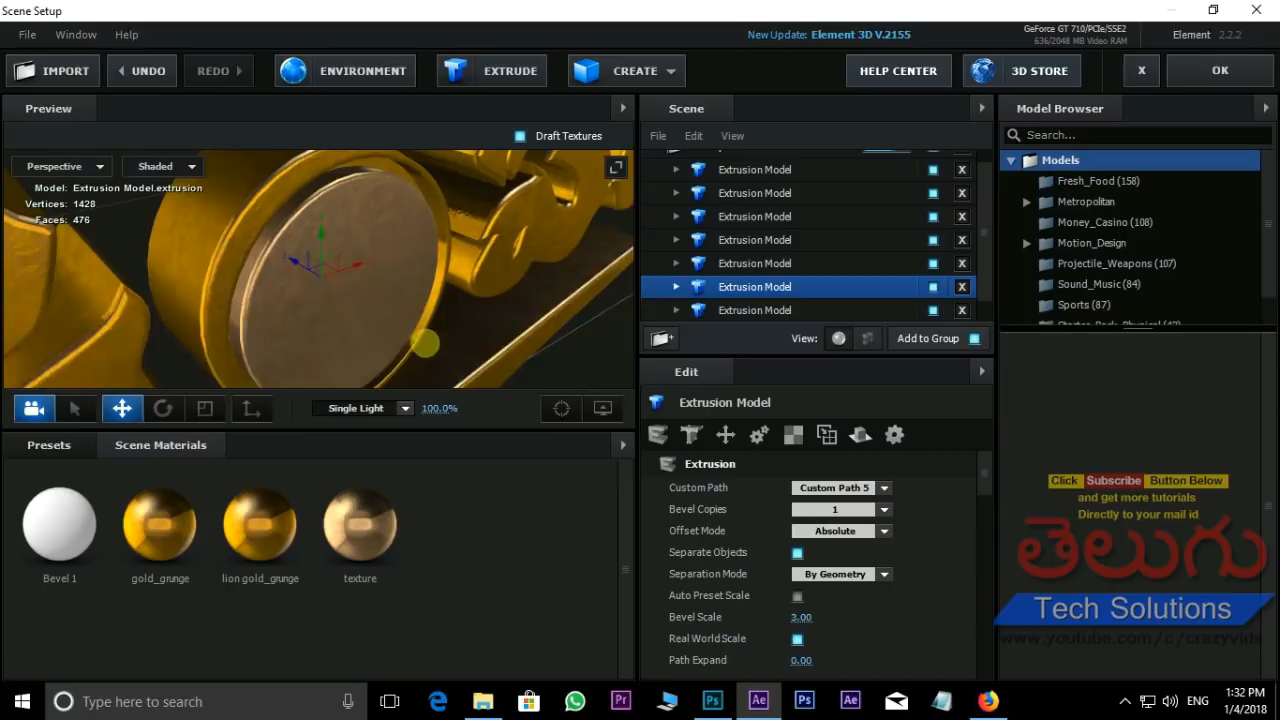 Scene Setup
File Window Help
New Update: Element 3D V.2155
GeForce GT 710/PCIe/SSE2
636/2048 MB Video RAM
Element 2.2.2
IMPORT UNDO REDO ENVIRONMENT EXTRUDE CREATE HELP CENTER 3D STORE X OK
Preview
Draft Textures
Perspective Shaded
Model: Extrusion Model.extrusion
Vertices: 1428
Faces: 476
Single Light 100.0%
Presets Scene Materials
Bevel 1 gold_grunge lion gold_grunge texture
Scene
File Edit View
Extrusion Model X
Extrusion Model X
Extrusion Model X
Extrusion Model X
Extrusion Model X
Extrusion Model X
Extrusion Model X
View: Add to Group
Edit
Extrusion Model
Extrusion
Custom Path Custom Path 5
Bevel Copies 1
Offset Mode Absolute
Separate Objects
Separation Mode By Geometry
Auto Preset Scale
Bevel Scale 3.00
Real World Scale
Path Expand 0.00
Model Browser
Search...
Models
Fresh_Food (158)
Metropolitan
Money_Casino (108)
Motion_Design
Projectile_Weapons (107)
Sound_Music (84)
Sports (87)
Click Subscribe Button Below
and get more tutorials
Directly to your mail id
తెలుగు
Tech Solutions
Type here to search
ENG
1:32 PM
1/4/2018